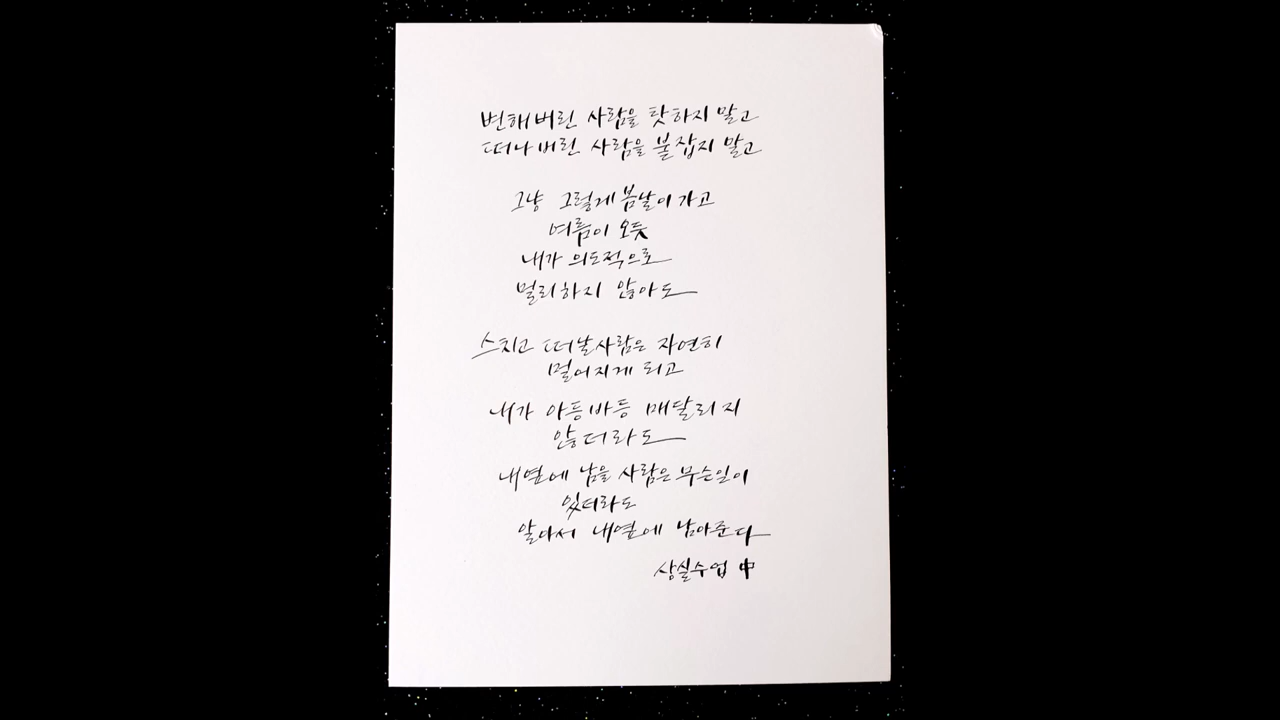 변해버린 사람을 탓하지 말고
떠나버린 사람을 붙잡지 말고
그냥 그렇게 봄날이 가고
여름이 오듯
내가 의도적으로
멀리하지 않아도
스치고 떠날사람은 자연히
멀어지게 되고
내가 아등바등 매달리지
않더라도
내옆에 남을 사람은 무슨일이
있더라도
알아서 내옆에 남아준다
상실수업 中